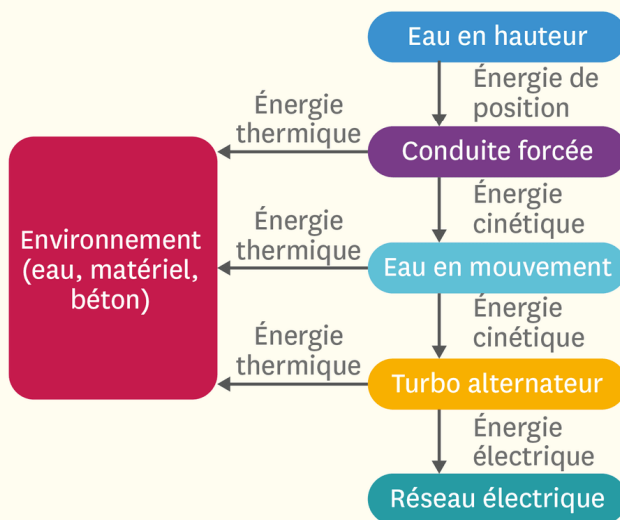 Eau en hauteur
Énergie de
position
Énergie
thermique
Conduite forcée
Énergie
cinétique
Énergie
thermique
Environnement
(eau, matériel,
béton)
Eau en mouvement
Énergie
cinétique
Énergie
thermique
Turbo alternateur
Énergie
électrique
Réseau électrique